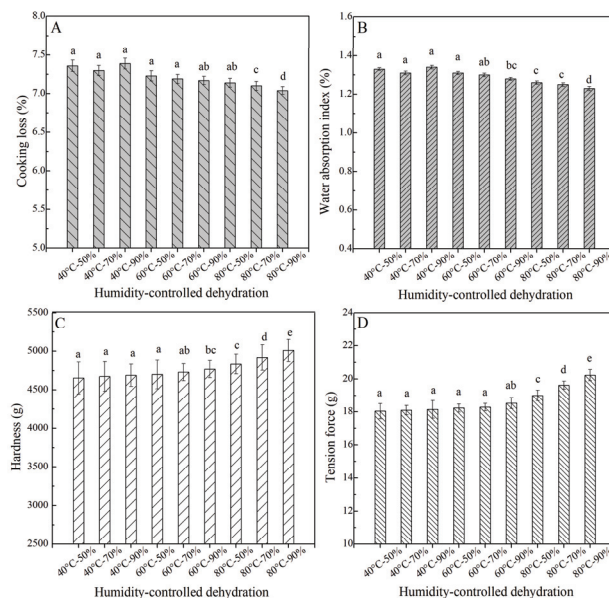 A
Cooking loss (%)
7.5
7.0
6.5
6.0
5.5
5.0
a a a a a ab ab c d
40°C-50% 40°C-70% 40°C-90% 60°C-50% 60°C-70% 60°C-90% 80°C-50% 80°C-70% 80°C-90%
Humidity-controlled dehydration
B
Water absorption index (%)
1.6
1.4
1.2
1.0
0.8
0.6
0.4
a a a a ab bc c c d
40°C-50% 40°C-70% 40°C-90% 60°C-50% 60°C-70% 60°C-90% 80°C-50% 80°C-70% 80°C-90%
Humidity-controlled dehydration
C
Hardness (g)
5500
5000
4500
4000
3500
3000
2500
a a a a ab bc c d e
40°C-50% 40°C-70% 40°C-90% 60°C-50% 60°C-70% 60°C-90% 80°C-50% 80°C-70% 80°C-90%
Humidity-controlled dehydration
D
Tension force (g)
24
22
20
18
16
14
12
10
a a a a a ab c d e
40°C-50% 40°C-70% 40°C-90% 60°C-50% 60°C-70% 60°C-90% 80°C-50% 80°C-70% 80°C-90%
Humidity-controlled dehydration